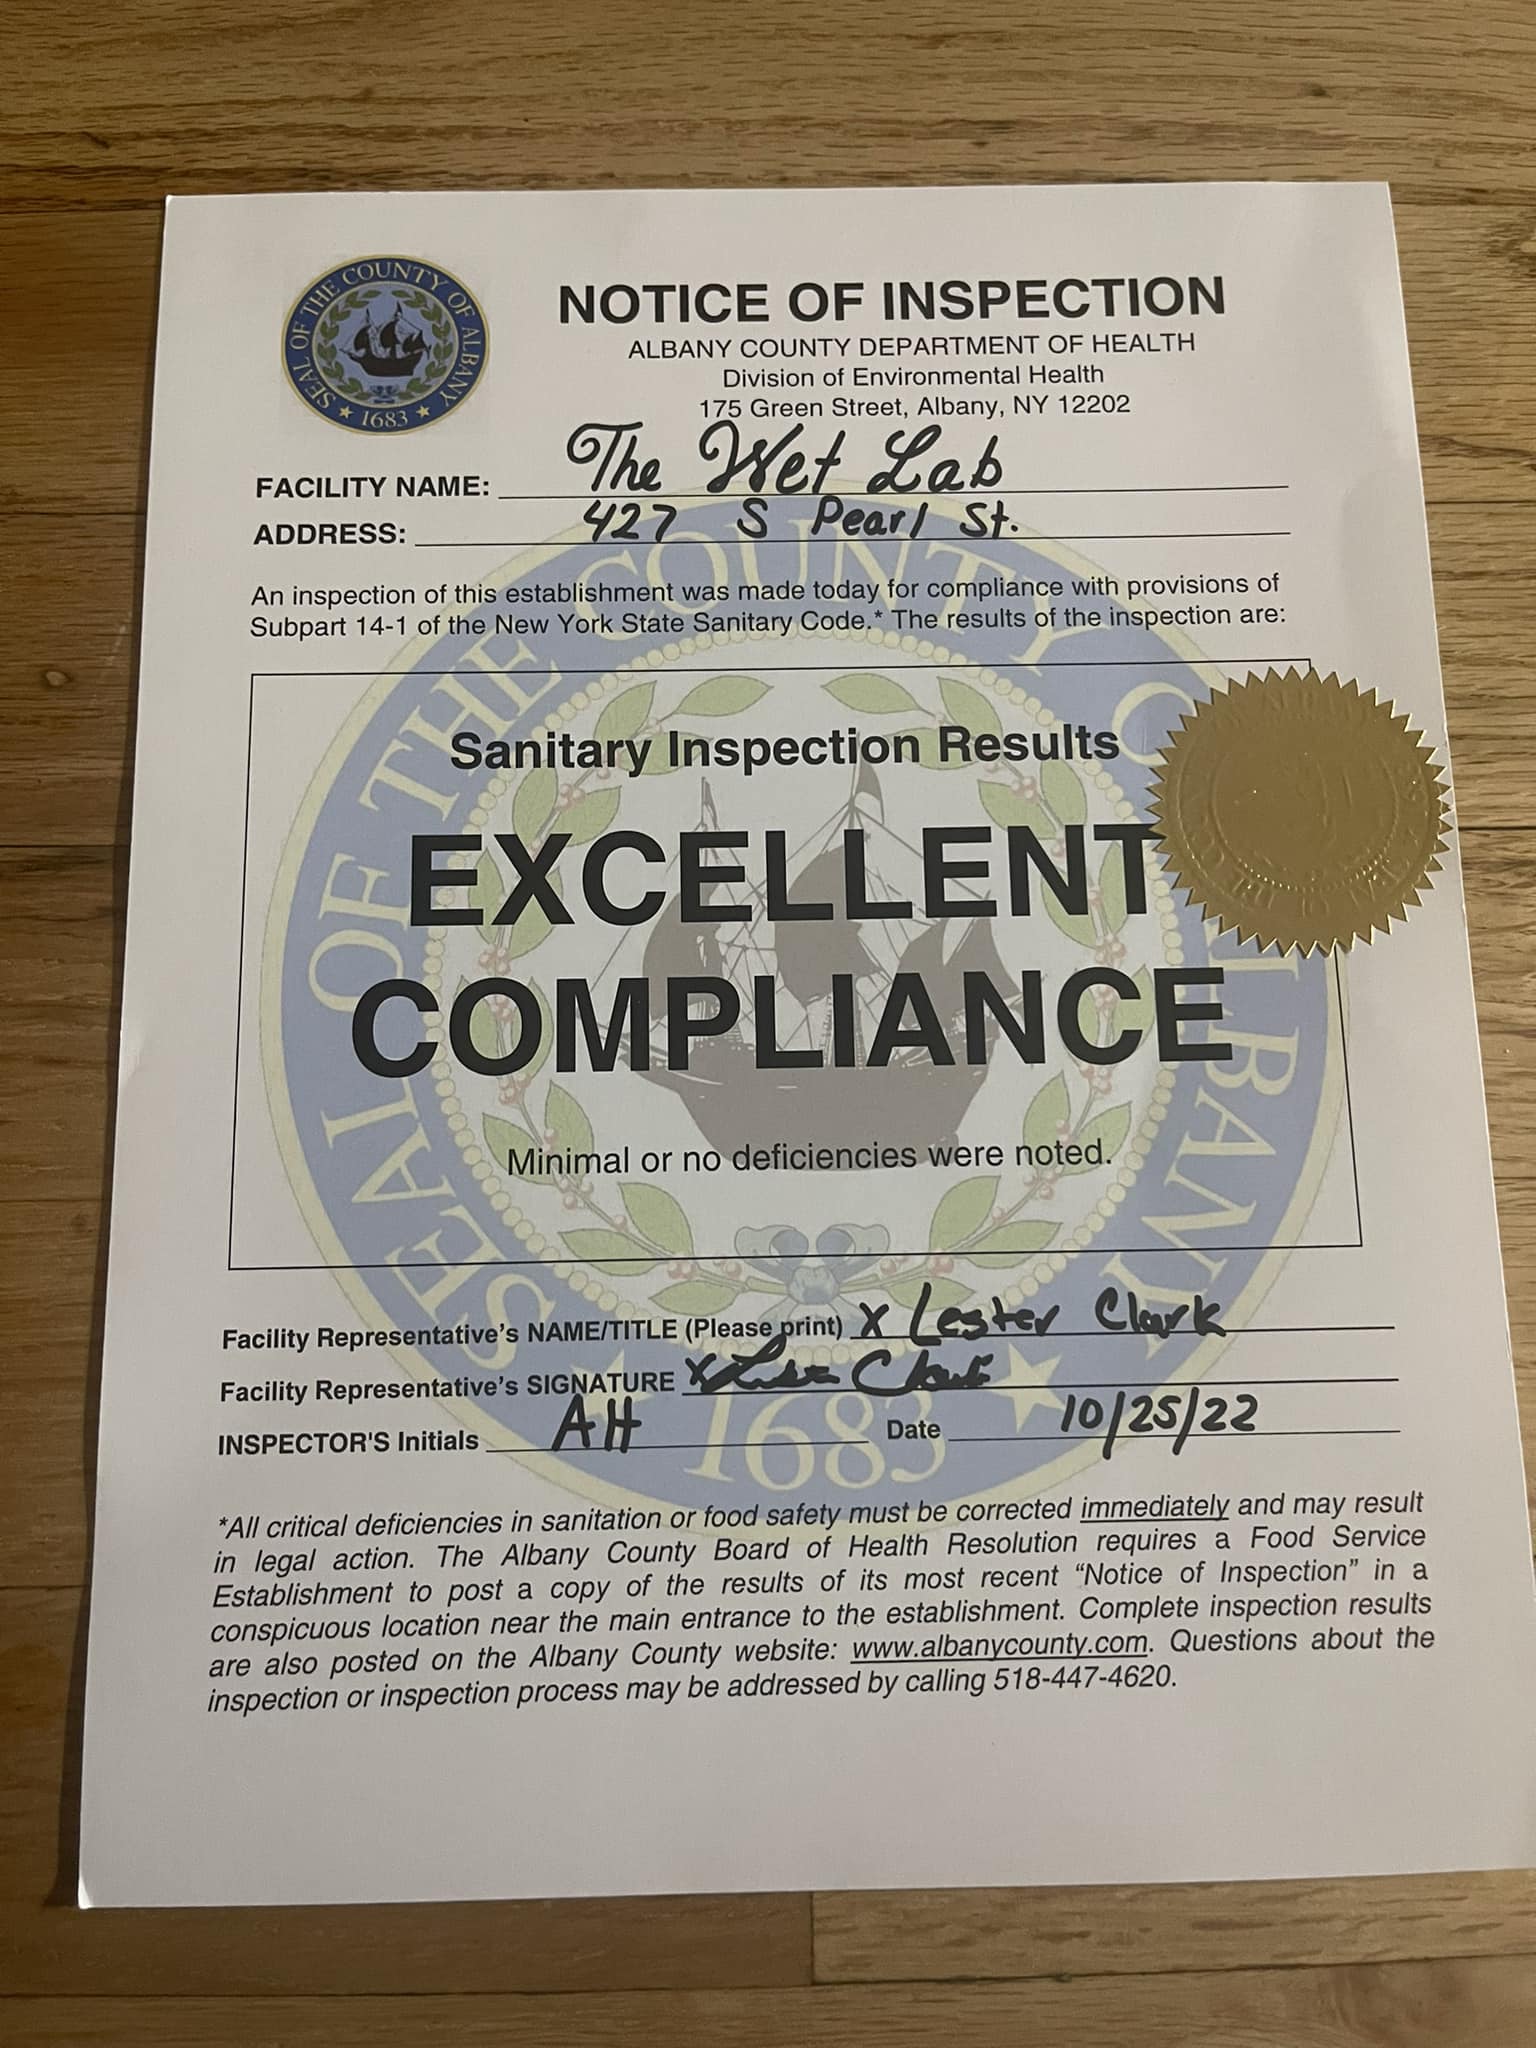 SEAL OF THE COUNTY OF ALBANY
★ 1683 ★
NOTICE OF INSPECTION
ALBANY COUNTY DEPARTMENT OF HEALTH
Division of Environmental Health
175 Green Street, Albany, NY 12202
FACILITY NAME: The Wet Lab
ADDRESS: 427 S Pearl St.
An inspection of this establishment was made today for compliance with provisions of
Subpart 14-1 of the New York State Sanitary Code.* The results of the inspection are:
Sanitary Inspection Results
EXCELLENT
COMPLIANCE
Minimal or no deficiencies were noted.
Facility Representative's NAME/TITLE (Please print) X Lester Clark
Facility Representative's SIGNATURE X Lester Clark
INSPECTOR'S Initials AH Date 10/25/22
*All critical deficiencies in sanitation or food safety must be corrected immediately and may result
in legal action. The Albany County Board of Health Resolution requires a Food Service
Establishment to post a copy of the results of its most recent “Notice of Inspection” in a
conspicuous location near the main entrance to the establishment. Complete inspection results
are also posted on the Albany County website: www.albanycounty.com. Questions about the
inspection or inspection process may be addressed by calling 518-447-4620.
SEAL OF THE COUNTY OF ALBANY
★ 1683 ★